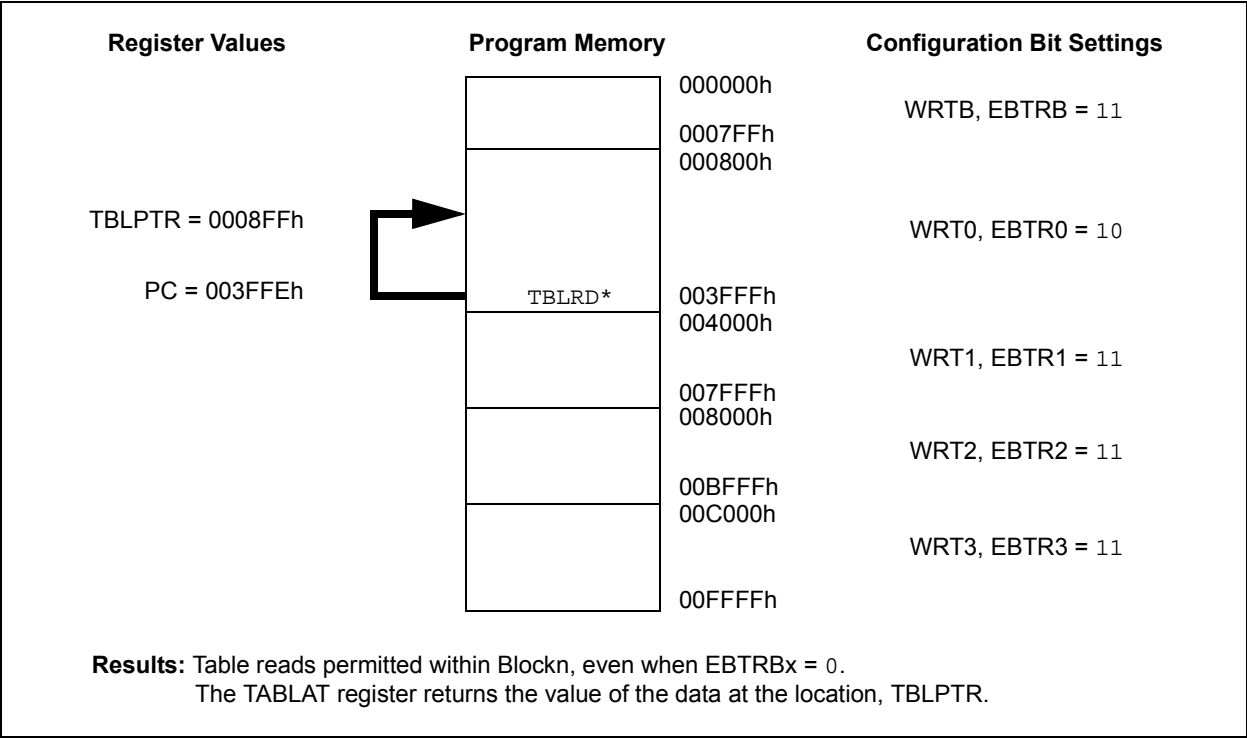 Register Values Program Memory Configuration Bit Settings
000000h
WRTB, EBTRB = 11
0007FFh
000800h
TBLPTR = 0008FFh
WRT0, EBTR0 = 10
PC = 003FFEh
TBLRD*
003FFFh
004000h
WRT1, EBTR1 = 11
007FFFh
008000h
WRT2, EBTR2 = 11
00BFFFh
00C000h
WRT3, EBTR3 = 11
00FFFFh
Results: Table reads permitted within Blockn, even when EBTRBx = 0.
The TABLAT register returns the value of the data at the location, TBLPTR.